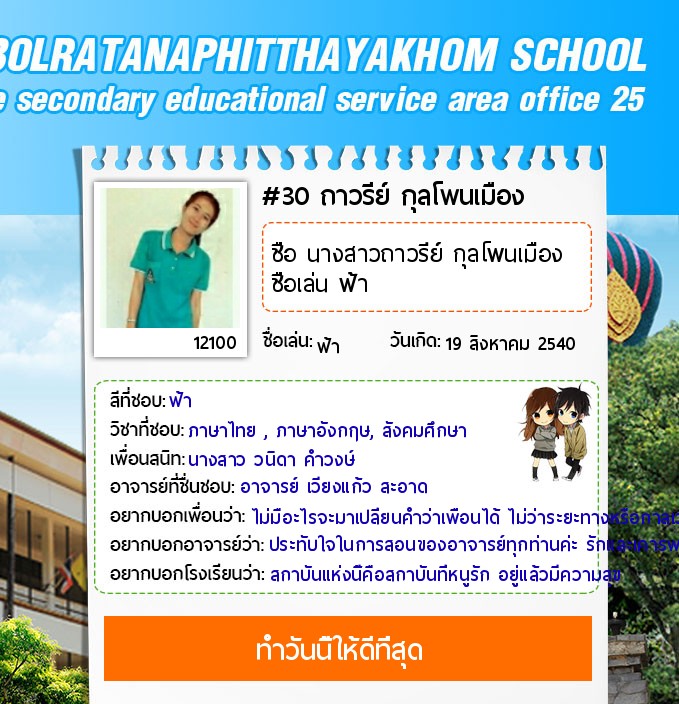 BOLRATANAPHITTHAYAKHOM SCHOOL
e secondary educational service area office 25
#30 ถาวรีย์ กุลโพนเมือง
ชื่อ นางสาวถาวรีย์ กุลโพนเมือง
ชื่อเล่น ฟ้า
12100
ชื่อเล่น: ฟ้า วันเกิด: 19 สิงหาคม 2540
สีที่ชอบ: ฟ้า
วิชาที่ชอบ: ภาษาไทย , ภาษาอังกฤษ, สังคมศึกษา
เพื่อนสนิท: นางสาว วนิดา คำวงษ์
อาจารย์ที่ชื่นชอบ: อาจารย์ เวียงแก้ว สะอาด
อยากบอกเพื่อนว่า: ไม่มีอะไรจะมาเปลี่ยนคำว่าเพื่อนได้ ไม่ว่าระยะทางหรือกาลเว
อยากบอกอาจารย์ว่า: ประทับใจในการสอนของอาจารย์ทุกท่านค่ะ รักและเคารพ
อยากบอกโรงเรียนว่า: สถาบันแห่งนี้คือสถาบันที่หนูรัก อยู่แล้วมีความสุข
ทำวันนี้ให้ดีที่สุด